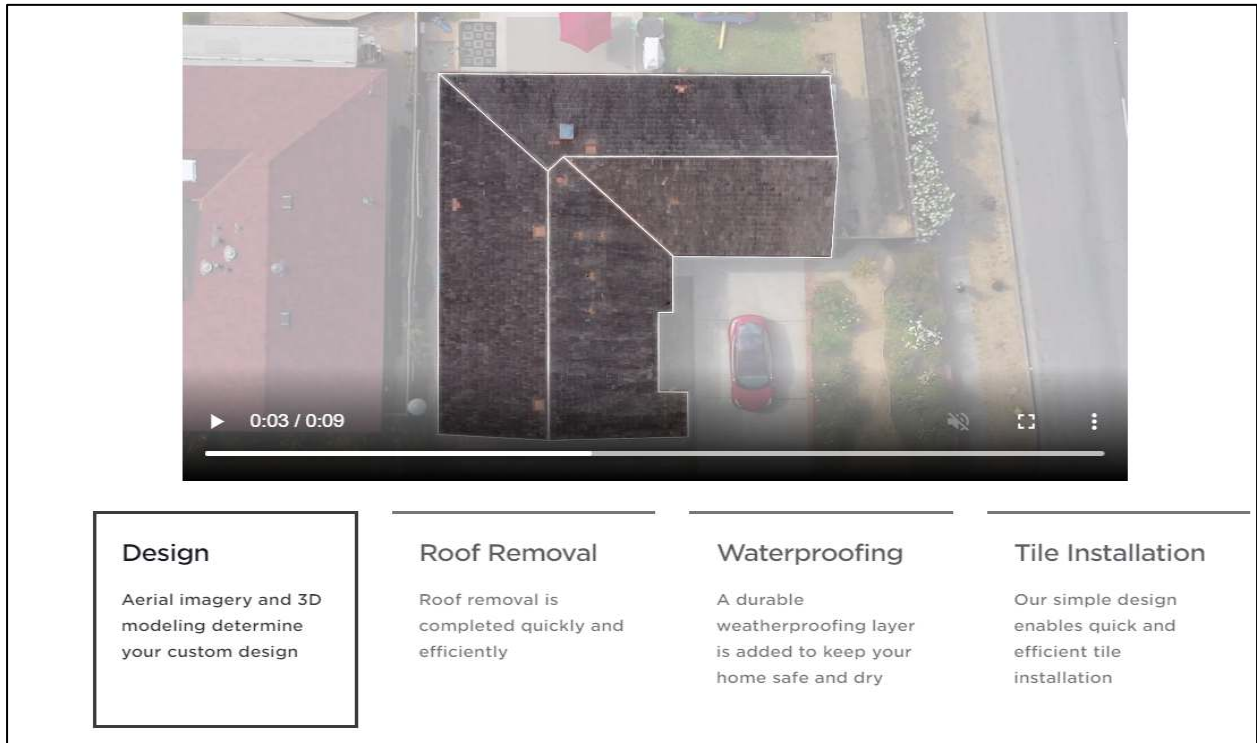 0:03 / 0:09
Design
Aerial imagery and 3D
modeling determine
your custom design
Roof Removal
Roof removal is
completed quickly and
efficiently
Waterproofing
A durable
weatherproofing layer
is added to keep your
home safe and dry
Tile Installation
Our simple design
enables quick and
efficient tile
installation